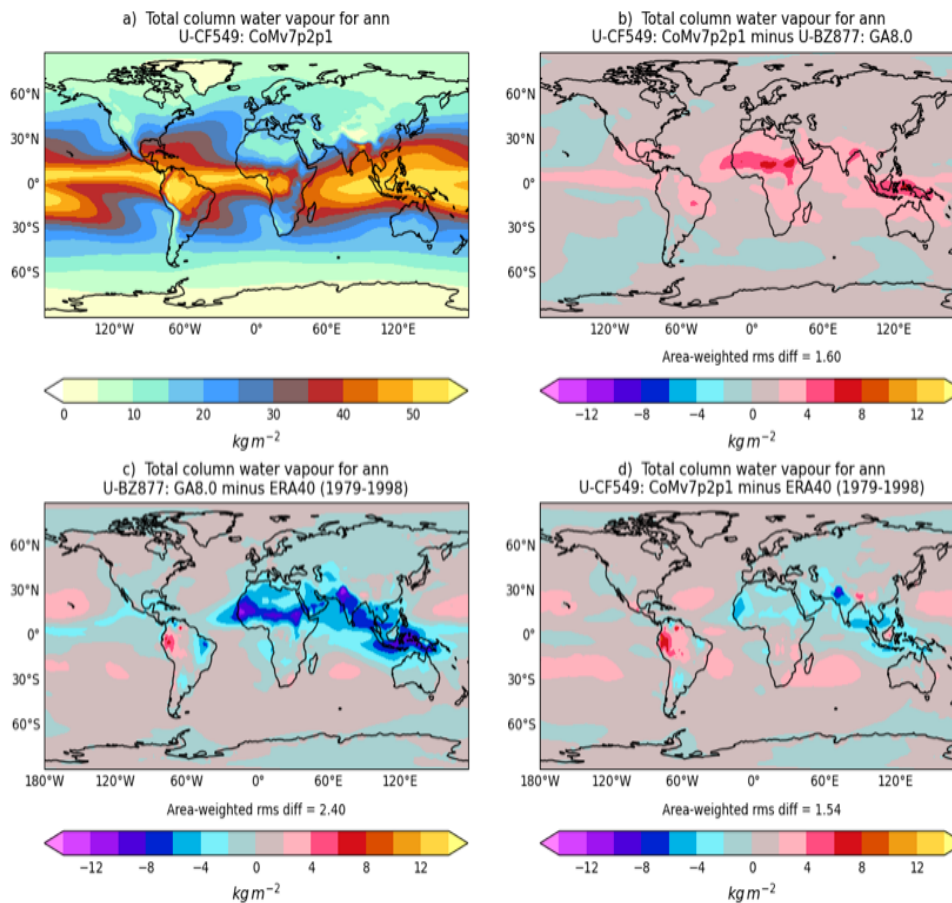 a)  Total column water vapour for ann
U-CF549: CoMv7p2p1
60°N
30°N
0°
30°S
60°S
120°W 60°W 0° 60°E 120°E
0 10 20 30 40 50
kg m⁻²
b)  Total column water vapour for ann
U-CF549: CoMv7p2p1 minus U-BZ877: GA8.0
60°N
30°N
0°
30°S
60°S
120°W 60°W 0° 60°E 120°E
Area-weighted rms diff = 1.60
−12 −8 −4 0 4 8 12
kg m⁻²
c)  Total column water vapour for ann
U-BZ877: GA8.0 minus ERA40 (1979-1998)
60°N
30°N
0°
30°S
60°S
180°W 120°W 60°W 0° 60°E 120°E
Area-weighted rms diff = 2.40
−12 −8 −4 0 4 8 12
kg m⁻²
d)  Total column water vapour for ann
U-CF549: CoMv7p2p1 minus ERA40 (1979-1998)
60°N
30°N
0°
30°S
60°S
180°W 120°W 60°W 0° 60°E 120°E
Area-weighted rms diff = 1.54
−12 −8 −4 0 4 8 12
kg m⁻²